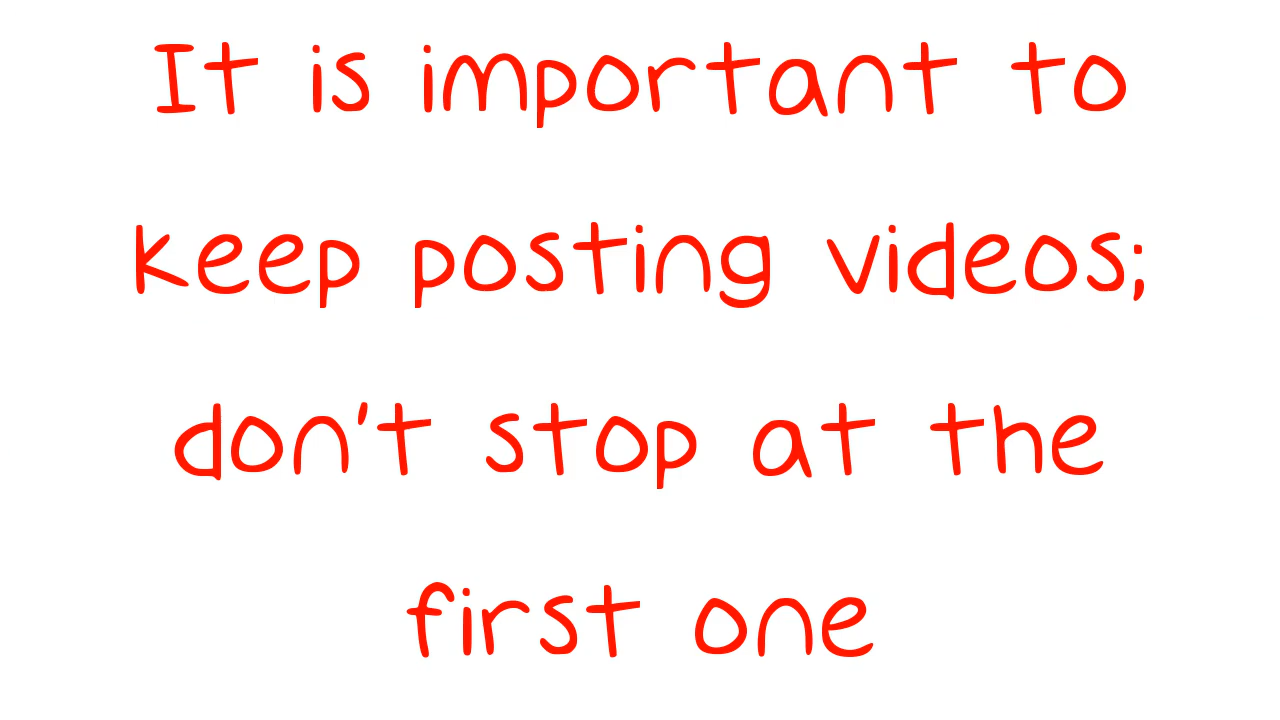 It is important to
keep posting videos;
don't stop at the
first one